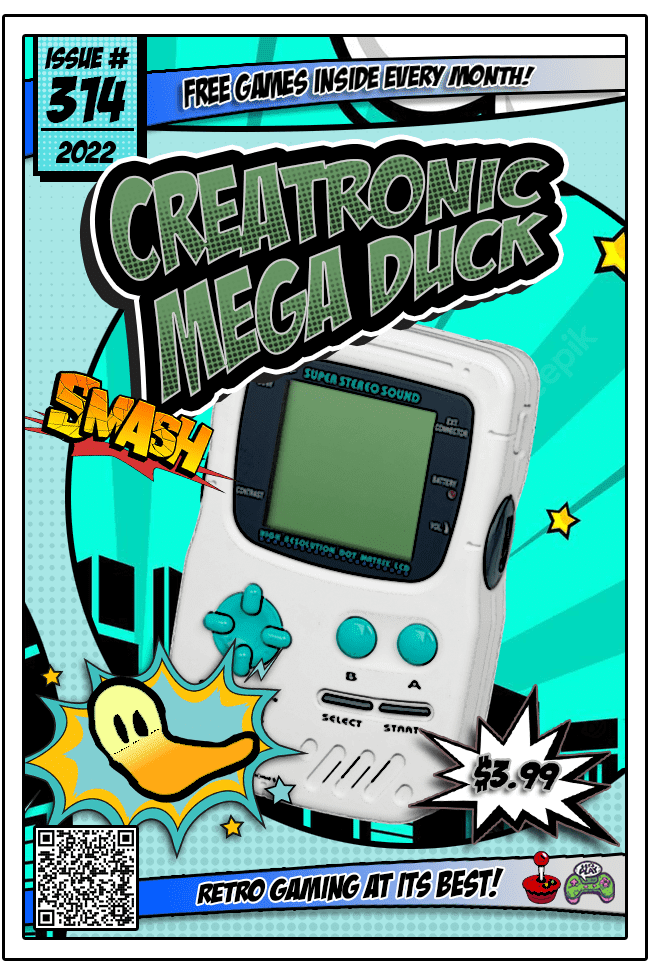 ISSUE #
314
2022
FREE GAMES INSIDE EVERY MONTH!
CREATRONIC
MEGA DUCK
SMASH
SUPER STEREO SOUND
EXT.
CONNECTOR
BATTERY
CONTRAST
VOL.
HIGH RESOLUTION DOT MATRIX LCD
B
A
SELECT
START
$3.99
RETRO GAMING AT ITS BEST!